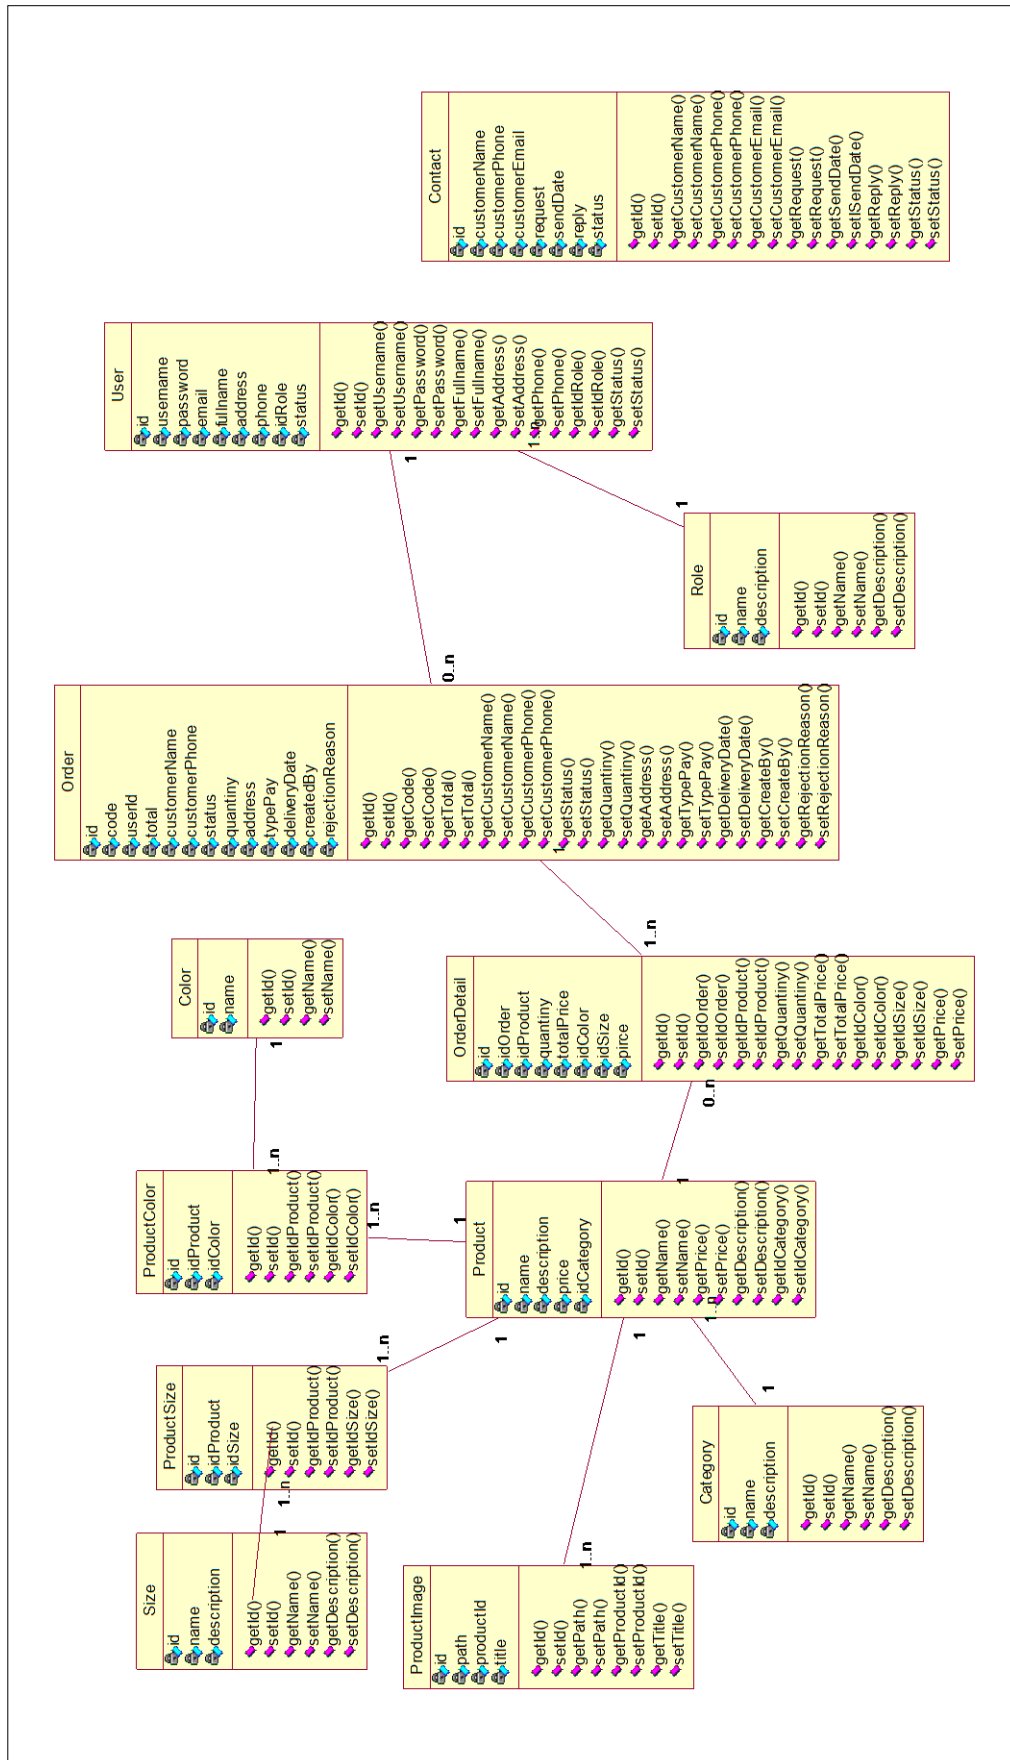 Size
id
name
description
getId()
setId()
getName()
setName()
getDescription()
setDescription()
1
ProductSize
id
idProduct
idSize
getId()
setId()
getIdProduct()
setIdProduct()
getIdSize()
setIdSize()
1..n
1..n
ProductColor
id
idProduct
idColor
getId()
setId()
getIdProduct()
setIdProduct()
getIdColor()
setIdColor()
1..n
1..n
Color
id
name
getId()
setId()
getName()
setName()
1
Order
id
code
userId
total
customerName
customerPhone
status
quantiny
address
typePay
deliveryDate
createdBy
rejectionReason
getId()
setId()
getCode()
setCode()
getTotal()
setTotal()
getCustomerName()
setCustomerName()
getCustomerPhone()
setCustomerPhone()
getStatus()
setStatus()
getQuantiny()
setQuantiny()
getAddress()
setAddress()
getTypePay()
setTypePay()
getDeliveryDate()
setDeliveryDate()
getCreateBy()
setCreateBy()
getRejectionReason()
setRejectionReason()
0..n
1
User
id
username
password
email
fullname
address
phone
idRole
status
getId()
setId()
getUsername()
setUsername()
getPassword()
setPassword()
getFullname()
setFullname()
getAddress()
setAddress()
getPhone()
setPhone()
getIdRole()
setIdRole()
getStatus()
setStatus()
1
1..n
ProductImage
id
path
productId
title
getId()
setId()
getPath()
setPath()
getProductId()
setProductId()
getTitle()
setTitle()
1..n
Product
id
name
description
price
idCategory
getId()
setId()
getName()
setName()
getPrice()
setPrice()
getDescription()
setDescription()
getIdCategory()
setIdCategory()
1
1
1
1
1..n
OrderDetail
id
idOrder
idProduct
quantiny
totalPrice
idColor
idSize
pirce
getId()
setId()
getIdOrder()
setIdOrder()
getIdProduct()
setIdProduct()
getQuantiny()
setQuantiny()
getTotalPrice()
setTotalPrice()
getIdColor()
setIdColor()
getIdSize()
setIdSize()
getPrice()
setPrice()
1..n
0..n
Contact
id
customerName
customerPhone
customerEmail
request
sendDate
reply
status
getId()
setId()
getCustomerName()
setCustomerName()
getCustomerPhone()
setCustomerPhone()
getCustomerEmail()
setCustomerEmail()
getRequest()
setRequest()
getSendDate()
setISendDate()
getReply()
setReply()
getStatus()
setStatus()
Category
id
name
description
getId()
setId()
getName()
setName()
getDescription()
setDescription()
1
Role
id
name
description
getId()
setId()
getName()
setName()
getDescription()
setDescription()
1